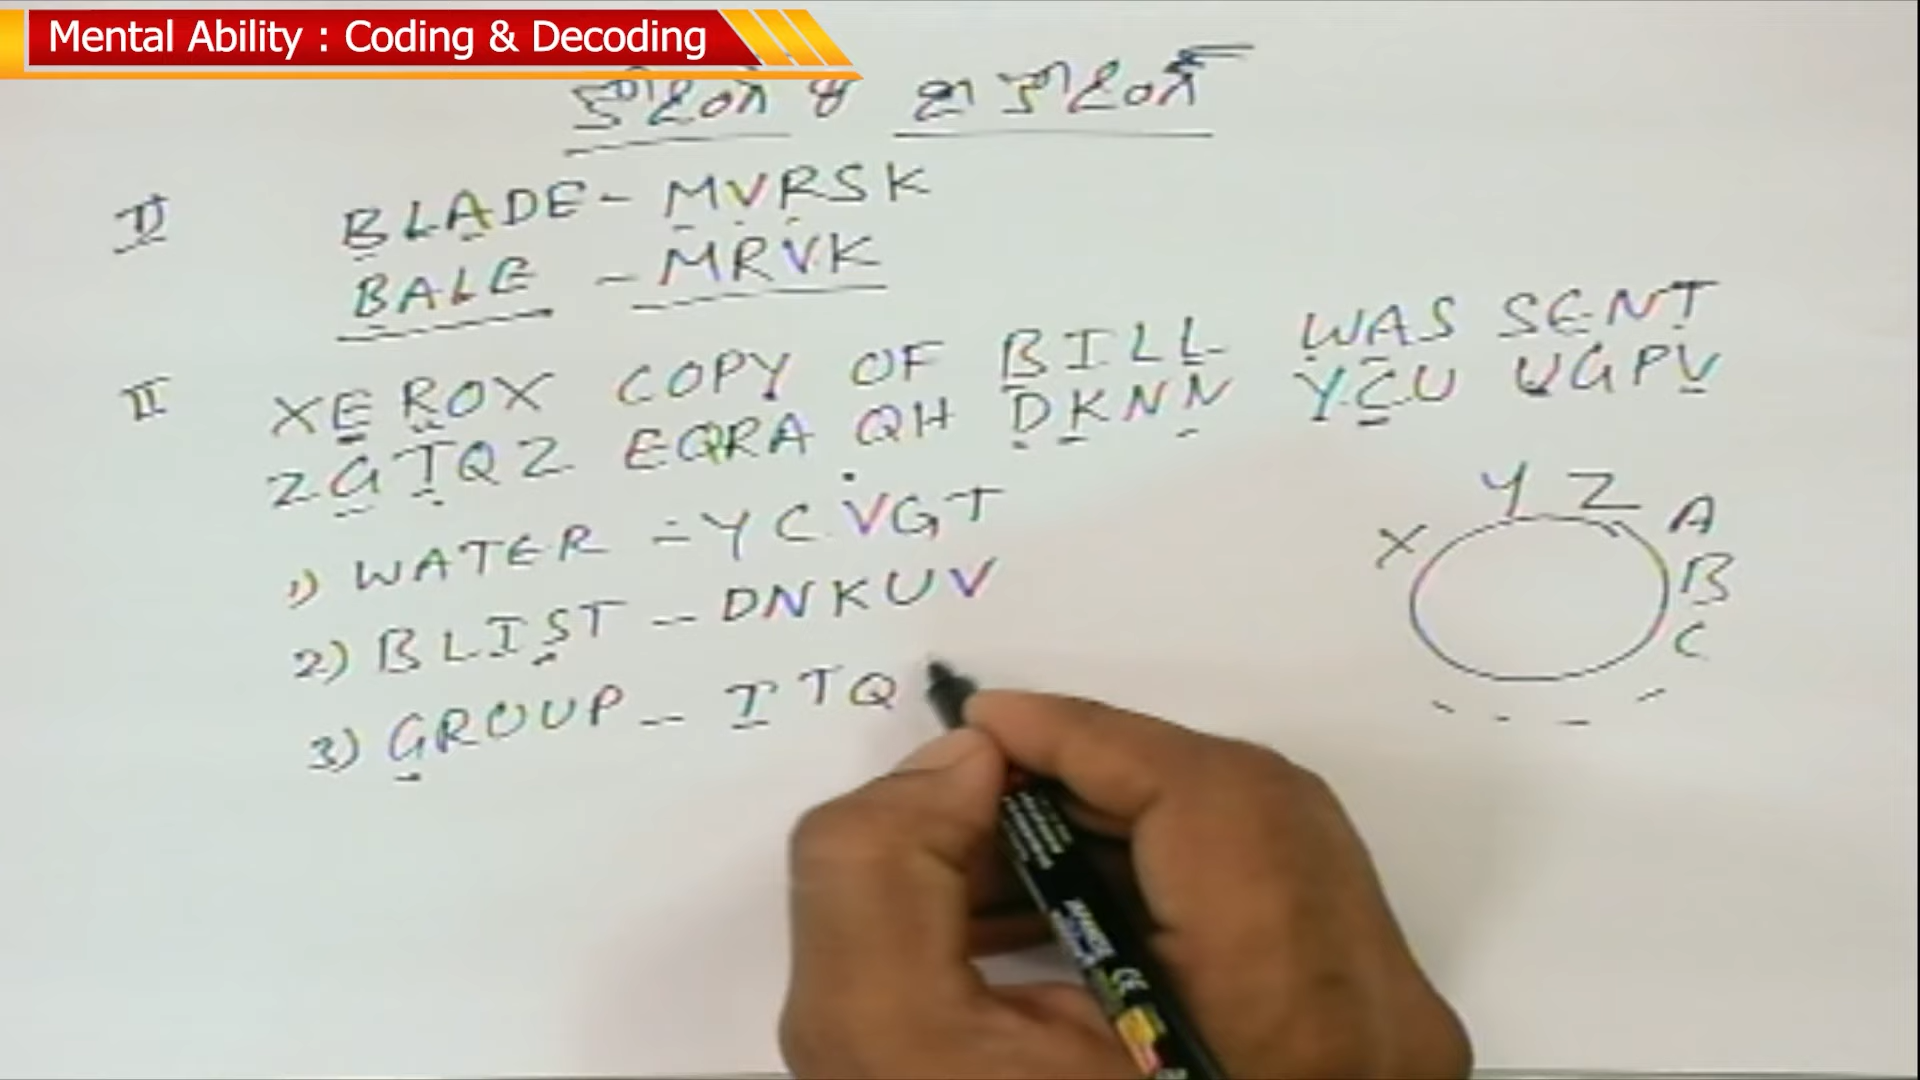 Mental Ability : Coding & Decoding
I) BLADE - MVRSK
BALE - MRVK
II XEROX COPY OF BILL WAS SENT
ZGTQZ EQRA QH DKNN YCU UGPV
X Y Z A B C
1) WATER - YCVGT
2) BLIST - DNKUV
3) GROUP - ITQ